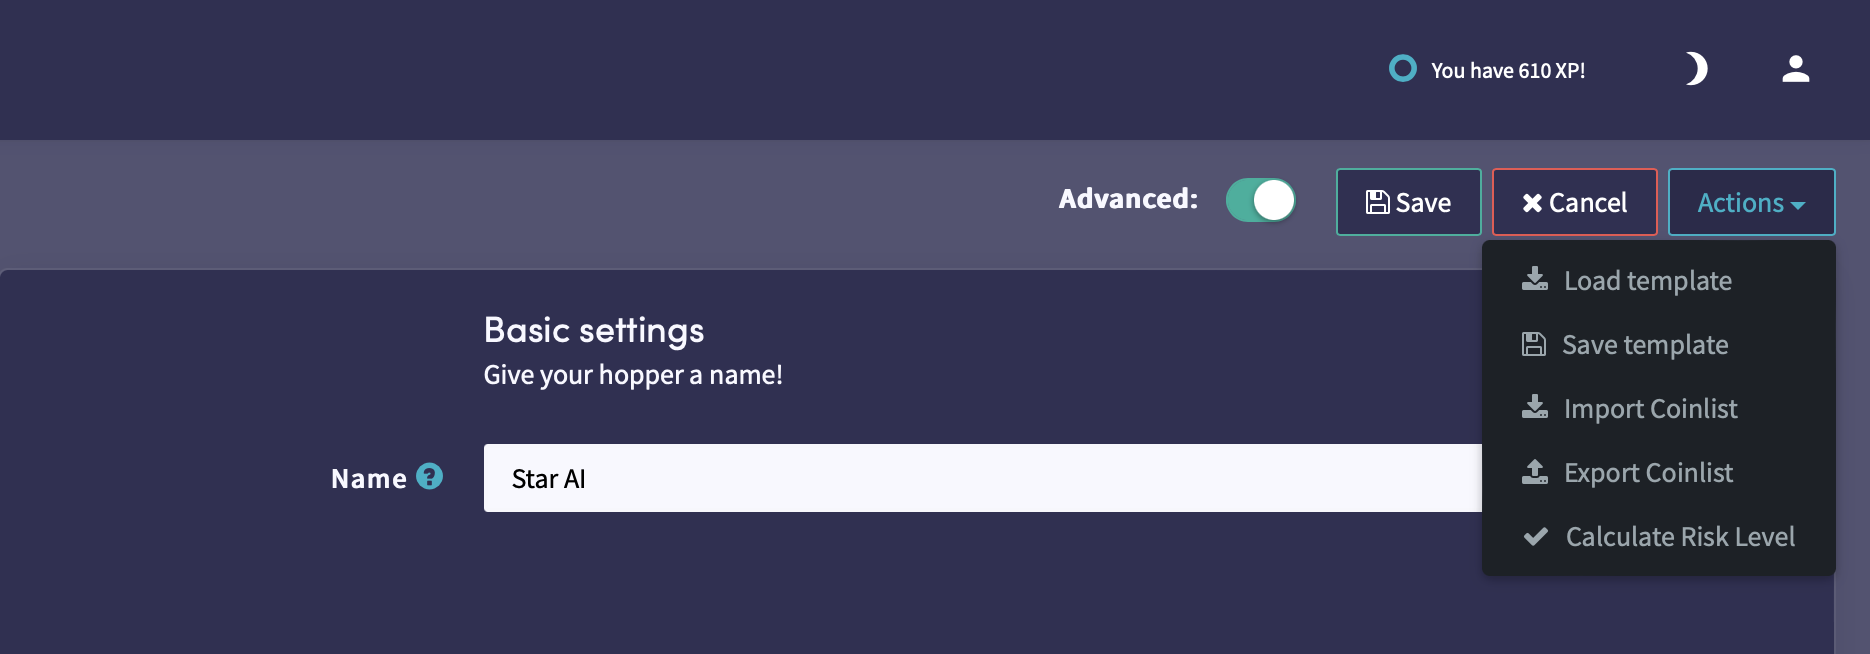 You have 610 XP!
Advanced:
Save
Cancel
Actions
Load template
Save template
Import Coinlist
Export Coinlist
Calculate Risk Level
Basic settings
Give your hopper a name!
Name ?
Star AI